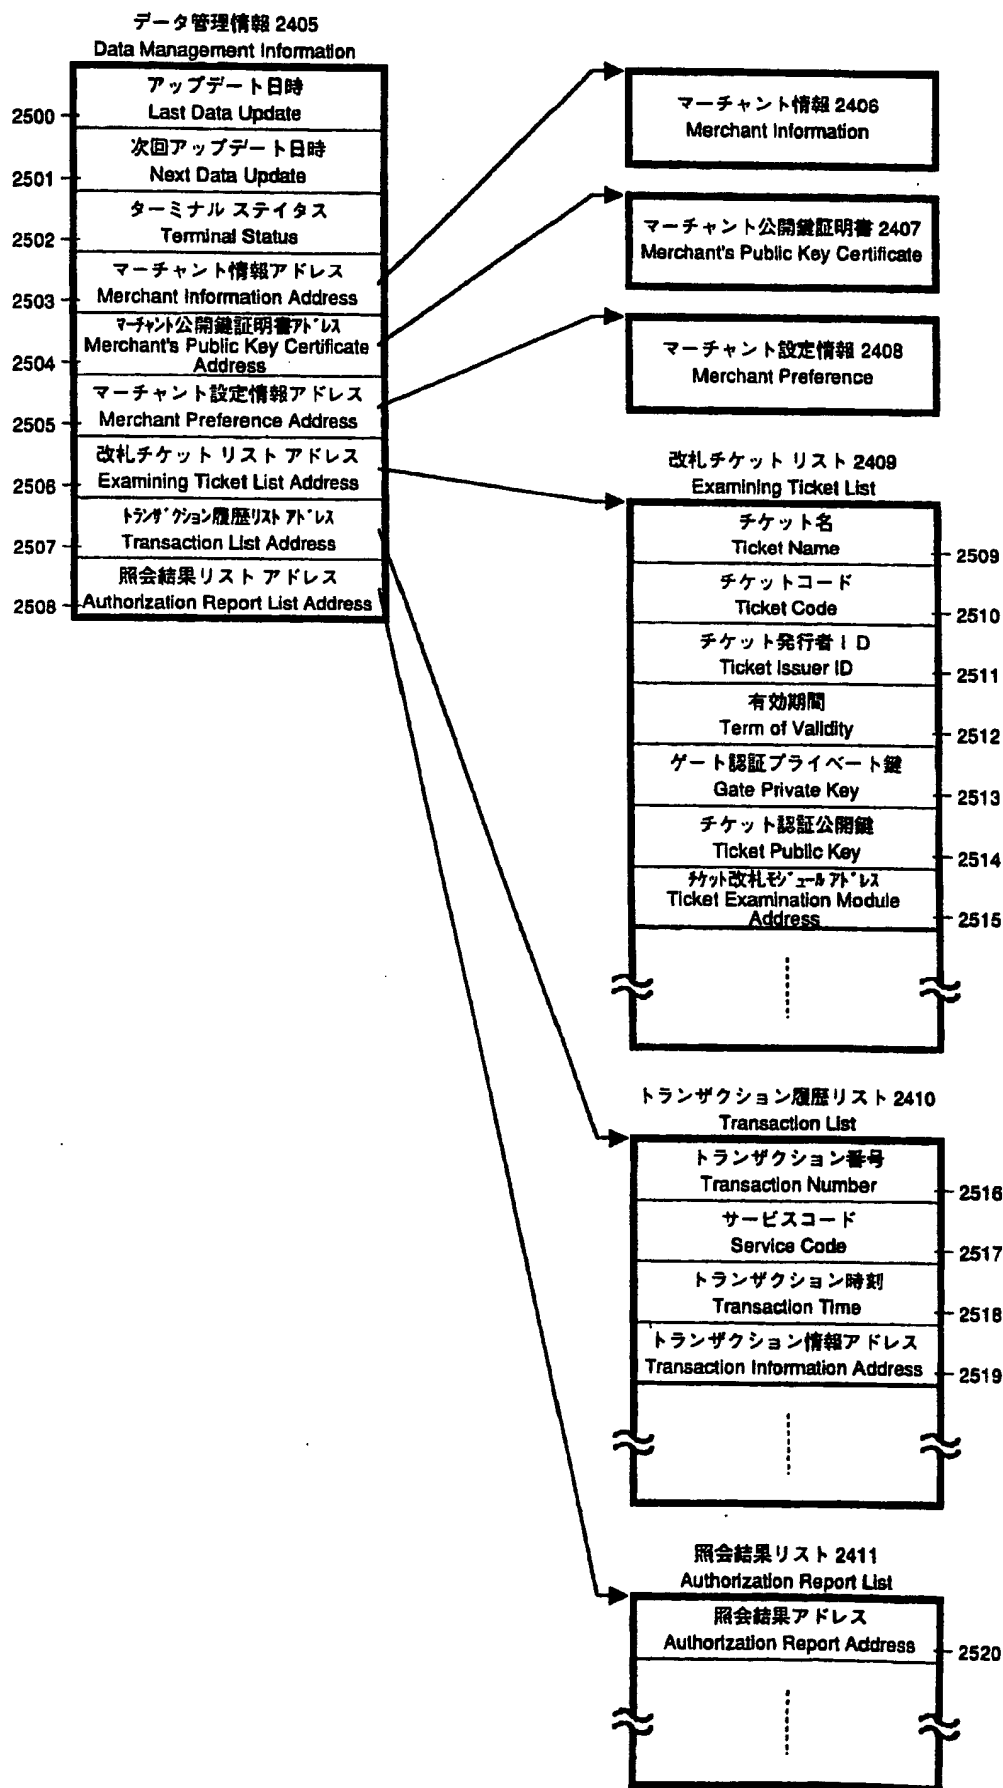 データ管理情報 2405
Data Management Information
アップデート日時
Last Data Update
2500
次回アップデート日時
Next Data Update
2501
ターミナル ステイタス
Terminal Status
2502
マーチャント情報アドレス
Merchant Information Address
2503
マーチャント公開鍵証明書アドレス
Merchant's Public Key Certificate
Address
2504
マーチャント設定情報アドレス
Merchant Preference Address
2505
改札チケット リスト アドレス
Examining Ticket List Address
2506
トランザクション履歴リスト アドレス
Transaction List Address
2507
照会結果リスト アドレス
Authorization Report List Address
2508
マーチャント情報 2406
Merchant Information
マーチャント公開鍵証明書 2407
Merchant's Public Key Certificate
マーチャント設定情報 2408
Merchant Preference
改札チケット リスト 2409
Examining Ticket List
チケット名
Ticket Name
2509
チケットコード
Ticket Code
2510
チケット発行者ID
Ticket Issuer ID
2511
有効期間
Term of Validity
2512
ゲート認証プライベート鍵
Gate Private Key
2513
チケット認証公開鍵
Ticket Public Key
2514
チケット改札モジュール アドレス
Ticket Examination Module
Address
2515
トランザクション履歴リスト 2410
Transaction List
トランザクション番号
Transaction Number
2516
サービスコード
Service Code
2517
トランザクション時刻
Transaction Time
2518
トランザクション情報アドレス
Transaction Information Address
2519
照会結果リスト 2411
Authorization Report List
照会結果アドレス
Authorization Report Address
2520